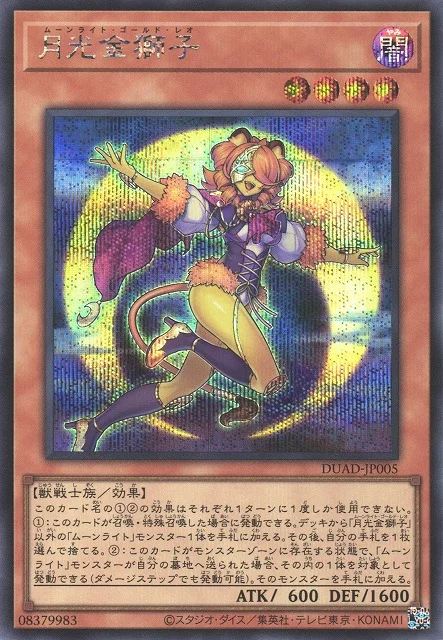 ムーンライト・ゴールド・レオ
月光金獅子
やみ
闇
DUAD-JP005
【獣戦士族／効果】
このカード名の①②の効果はそれぞれ１ターンに１度しか使用できない。
①：このカードが召喚・特殊召喚した場合に発動できる。デッキから「月光金獅子」
以外の「ムーンライト」モンスター１体を手札に加える。その後、自分の手札を１枚
選んで捨てる。②：このカードがモンスターゾーンに存在する状態で、「ムーン
ライト」モンスターが自分の墓地へ送られた場合、その内の１体を対象として
発動できる（ダメージステップでも発動可能）。そのモンスターを手札に加える。
ATK/ 600 DEF/1600
08379983
©スタジオ・ダイス／集英社・テレビ東京・KONAMI